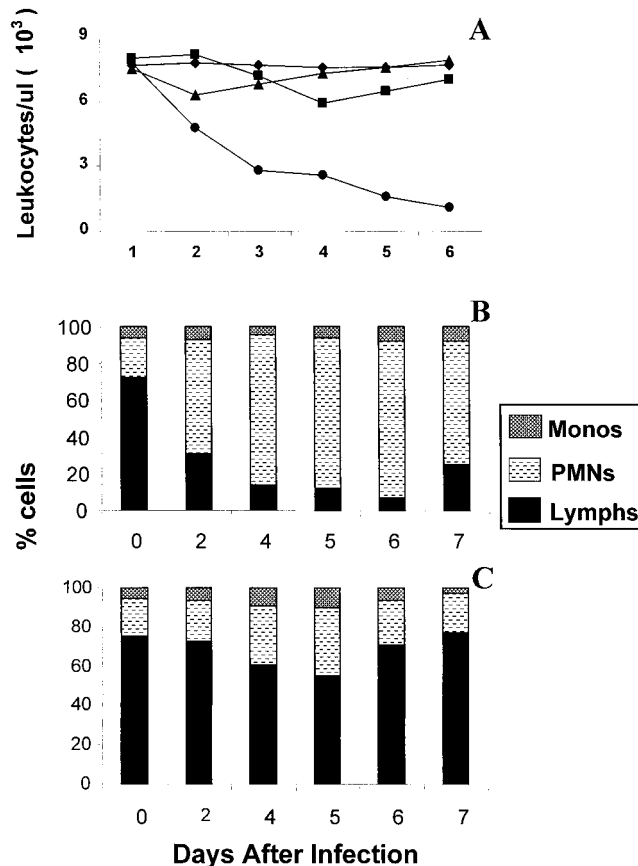 A
Leukocytes/ul ( 10³)
9
6
3
0
1 2 3 4 5 6
B
100
80
60
40
20
0
0 2 4 5 6 7
Monos
PMNs
Lymphs
% cells
C
100
80
60
40
20
0
0 2 4 5 6 7
Days After Infection